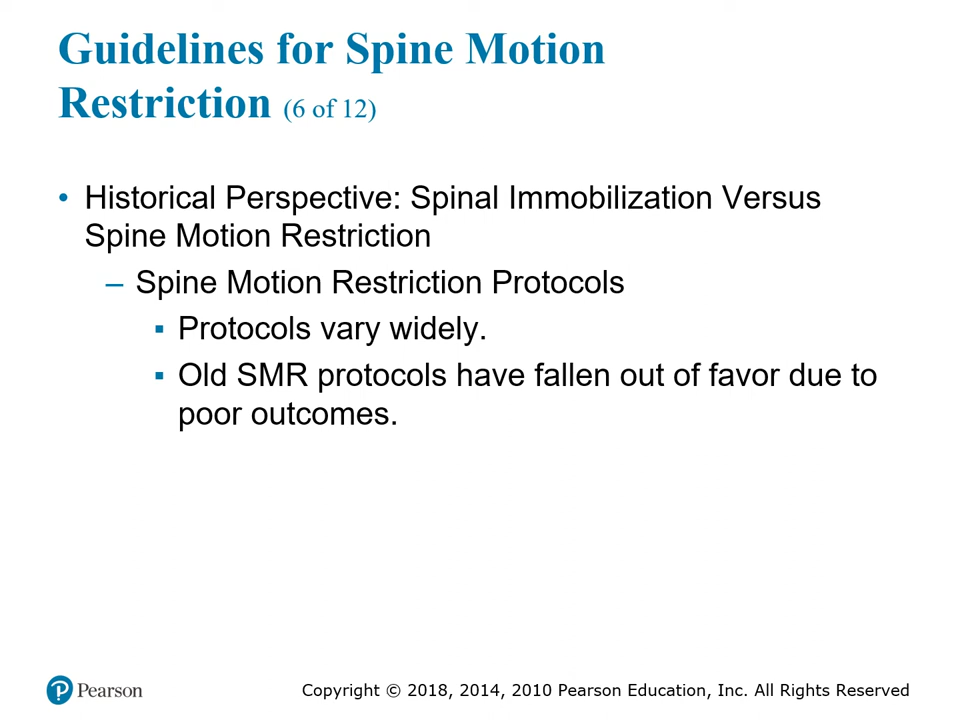 Guidelines for Spine Motion
Restriction (6 of 12)
• Historical Perspective: Spinal Immobilization Versus
Spine Motion Restriction
– Spine Motion Restriction Protocols
▪ Protocols vary widely.
▪ Old SMR protocols have fallen out of favor due to
poor outcomes.
Pearson
Copyright © 2018, 2014, 2010 Pearson Education, Inc. All Rights Reserved